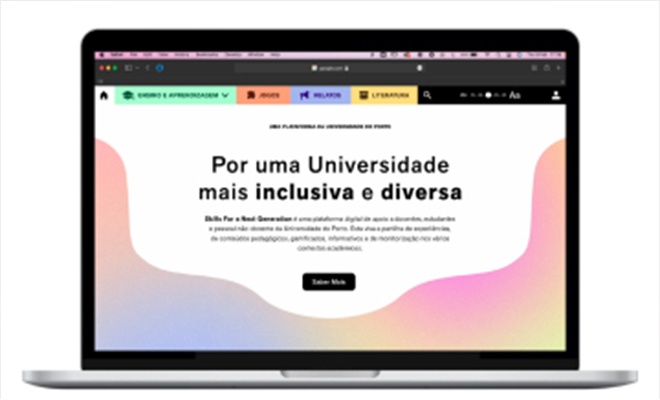 ENSINO E APRENDIZAGEM
JOGOS
RELATOS
LITERATURA
Aa
UMA PLATAFORMA DA UNIVERSIDADE DO PORTO
Por uma Universidade
mais inclusiva e diversa
Skills For a Next Generation é uma plataforma digital de apoio a docentes, estudantes
e pessoal não docente da Universidade do Porto. Esta visa a partilha de experiências,
de conteúdos pedagógicos, gamificados, informativos e de monitorização nos vários
contextos académicos.
Saber Mais